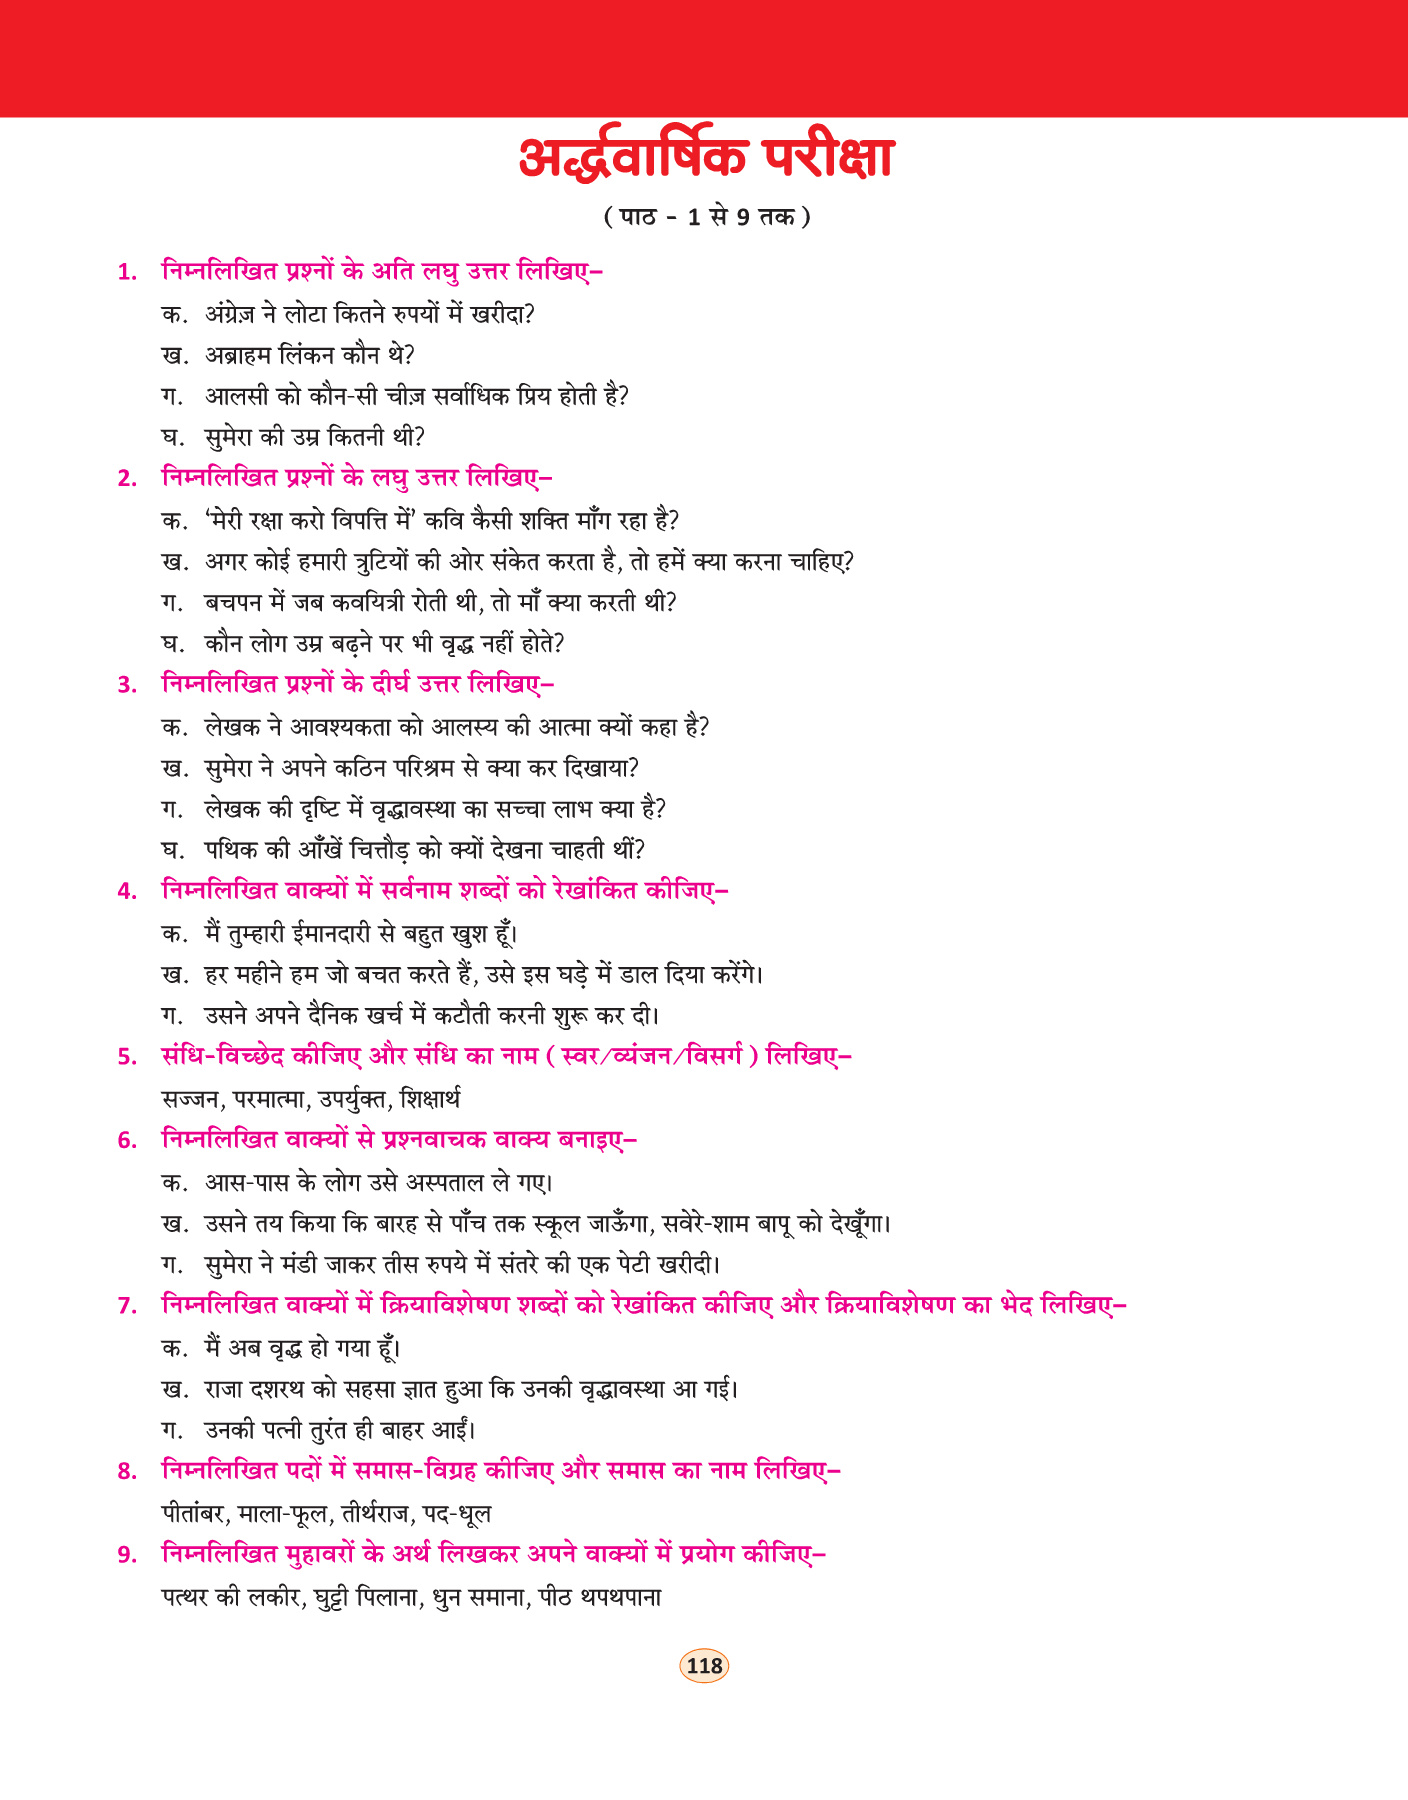 अर्द्धवार्षिक परीक्षा
( पाठ - 1 से 9 तक )
1. निम्नलिखित प्रश्नों के अति लघु उत्तर लिखिए–
क. अंग्रेज़ ने लोटा कितने रुपयों में खरीदा?
ख. अब्राहम लिंकन कौन थे?
ग. आलसी को कौन-सी चीज़ सर्वाधिक प्रिय होती है?
घ. सुमेरा की उम्र कितनी थी?
2. निम्नलिखित प्रश्नों के लघु उत्तर लिखिए–
क. ‘मेरी रक्षा करो विपत्ति में’ कवि कैसी शक्ति माँग रहा है?
ख. अगर कोई हमारी त्रुटियों की ओर संकेत करता है, तो हमें क्या करना चाहिए?
ग. बचपन में जब कवयित्री रोती थी, तो माँ क्या करती थी?
घ. कौन लोग उम्र बढ़ने पर भी वृद्ध नहीं होते?
3. निम्नलिखित प्रश्नों के दीर्घ उत्तर लिखिए–
क. लेखक ने आवश्यकता को आलस्य की आत्मा क्यों कहा है?
ख. सुमेरा ने अपने कठिन परिश्रम से क्या कर दिखाया?
ग. लेखक की दृष्टि में वृद्धावस्था का सच्चा लाभ क्या है?
घ. पथिक की आँखें चित्तौड़ को क्यों देखना चाहती थीं?
4. निम्नलिखित वाक्यों में सर्वनाम शब्दों को रेखांकित कीजिए–
क. मैं तुम्हारी ईमानदारी से बहुत खुश हूँ।
ख. हर महीने हम जो बचत करते हैं, उसे इस घड़े में डाल दिया करेंगे।
ग. उसने अपने दैनिक खर्च में कटौती करनी शुरू कर दी।
5. संधि-विच्छेद कीजिए और संधि का नाम ( स्वर/व्यंजन/विसर्ग ) लिखिए–
सज्जन, परमात्मा, उपर्युक्त, शिक्षार्थ
6. निम्नलिखित वाक्यों से प्रश्नवाचक वाक्य बनाइए–
क. आस-पास के लोग उसे अस्पताल ले गए।
ख. उसने तय किया कि बारह से पाँच तक स्कूल जाऊँगा, सवेरे-शाम बापू को देखूँगा।
ग. सुमेरा ने मंडी जाकर तीस रुपये में संतरे की एक पेटी खरीदी।
7. निम्नलिखित वाक्यों में क्रियाविशेषण शब्दों को रेखांकित कीजिए और क्रियाविशेषण का भेद लिखिए–
क. मैं अब वृद्ध हो गया हूँ।
ख. राजा दशरथ को सहसा ज्ञात हुआ कि उनकी वृद्धावस्था आ गई।
ग. उनकी पत्नी तुरंत ही बाहर आईं।
8. निम्नलिखित पदों में समास-विग्रह कीजिए और समास का नाम लिखिए–
पीतांबर, माला-फूल, तीर्थराज, पद-धूल
9. निम्नलिखित मुहावरों के अर्थ लिखकर अपने वाक्यों में प्रयोग कीजिए–
पत्थर की लकीर, घुट्टी पिलाना, धुन समाना, पीठ थपथपाना
118